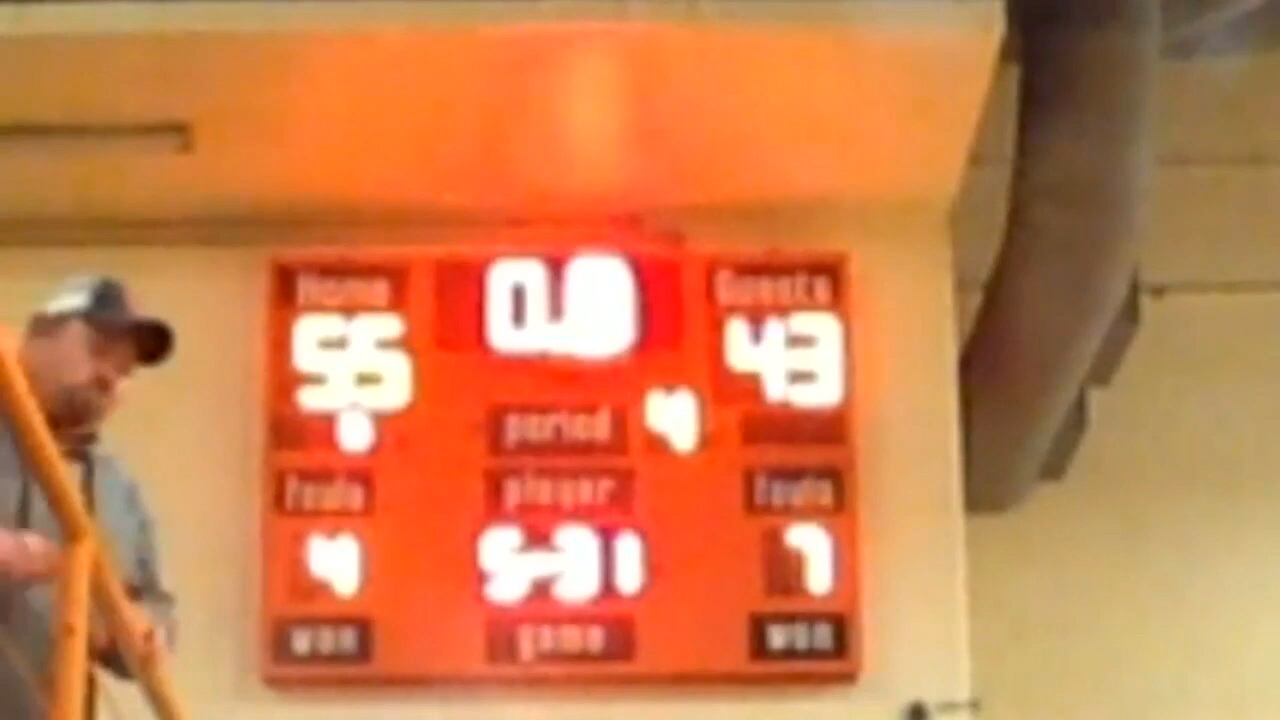 Home 0.0 Guests
55 43
period 4
fouls player fouls
4 7
won game won